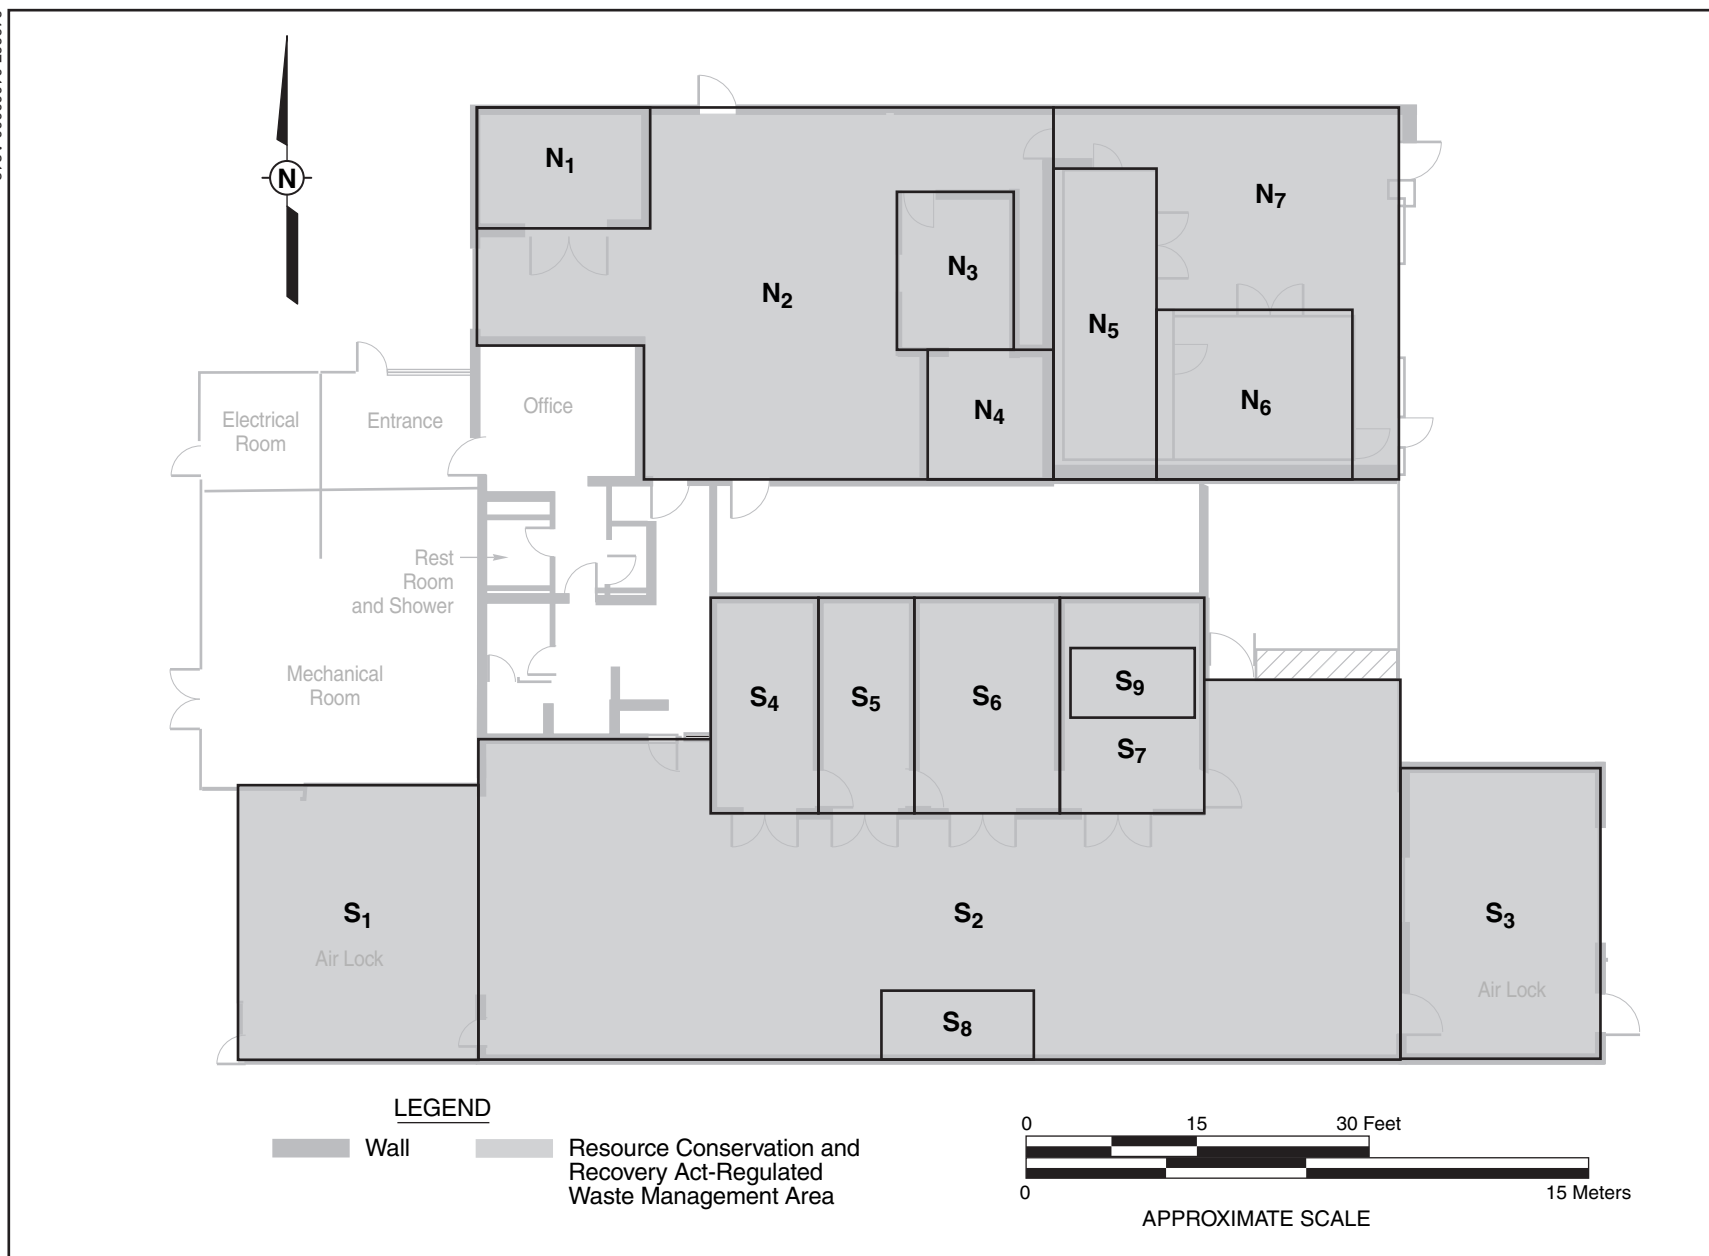 N
N1
N7
N3
N2
N5
N6
N4
Office
Electrical
Room
Entrance
Rest
Room
and Shower
Mechanical
Room
S9
S4
S5
S6
S7
S1
S2
S3
Air Lock
Air Lock
S8
LEGEND
Wall
Resource Conservation and
Recovery Act-Regulated
Waste Management Area
0 15 30 Feet
0 15 Meters
APPROXIMATE SCALE